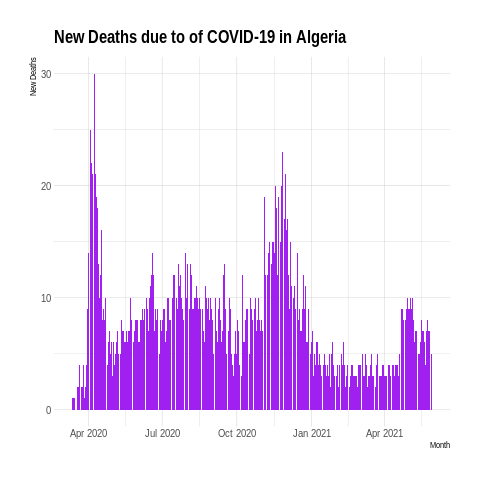 New Deaths due to of COVID-19 in Algeria
New Deaths
30
20
10
0
Apr 2020 Jul 2020 Oct 2020 Jan 2021 Apr 2021
Month